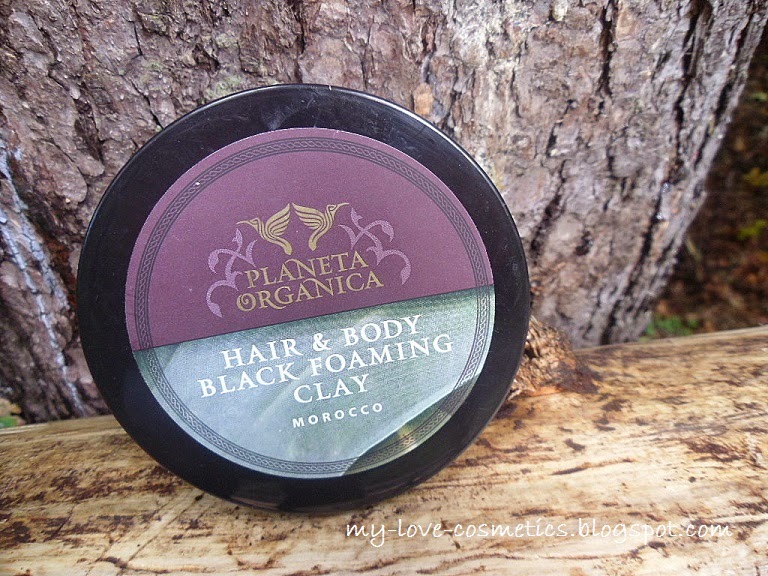 PLANETA
ORGANICA
HAIR & BODY
BLACK FOAMING
CLAY
MOROCCO
my-love-cosmetics.blogspot.com